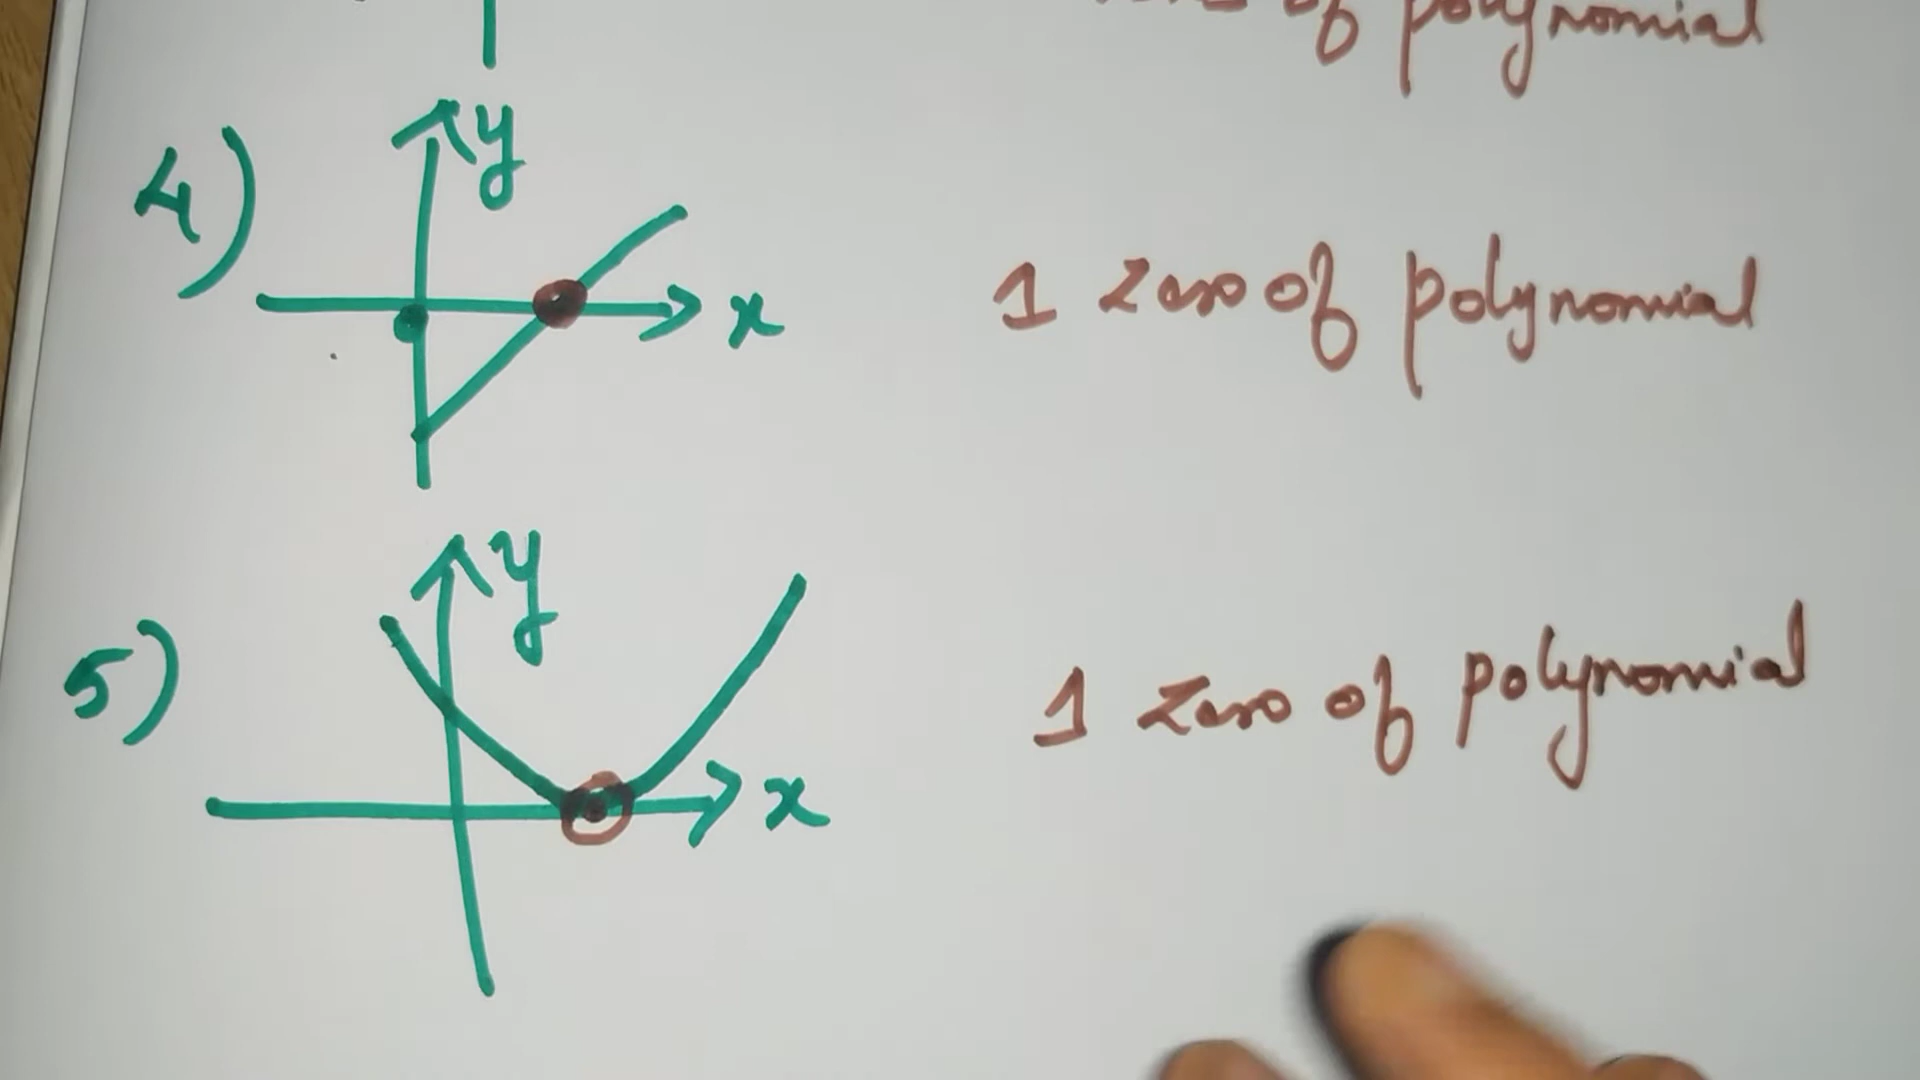 of polynomial
4)
y
x
1 zero of polynomial
5)
y
x
1 zero of polynomial